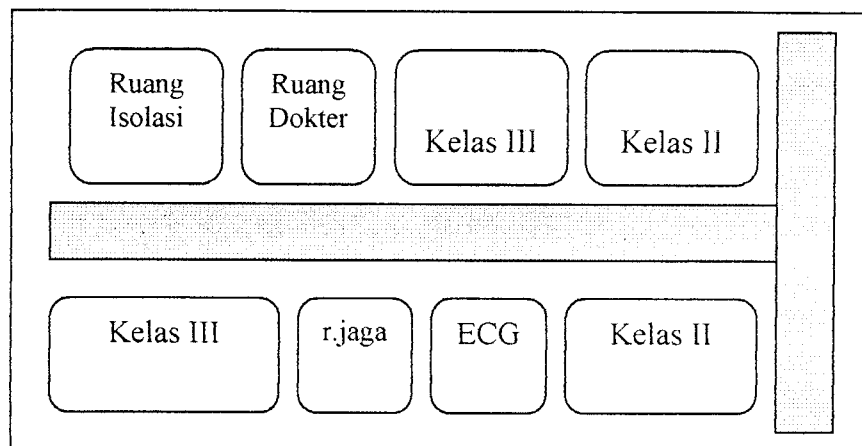 Ruang
Isolasi
Ruang
Dokter
Kelas III
Kelas II
Kelas III
r.jaga
ECG
Kelas II